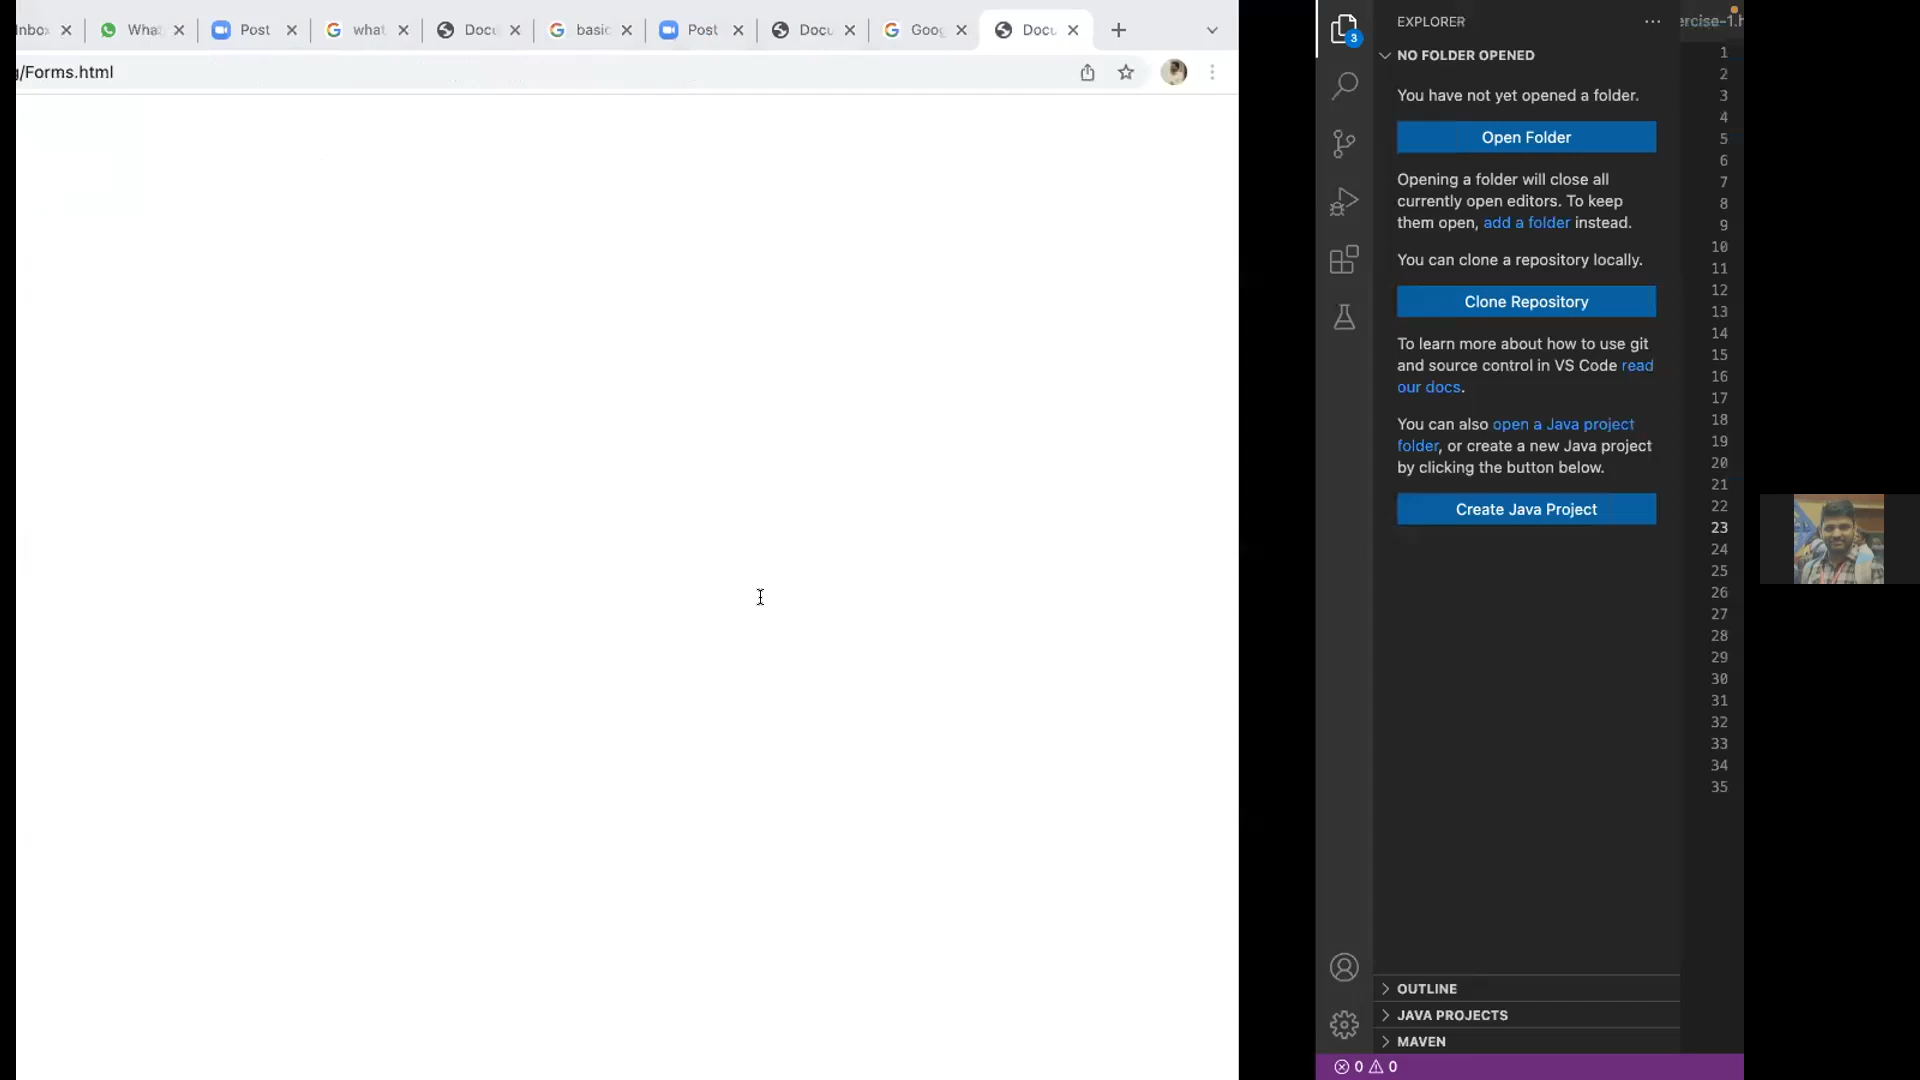 Inbo
Wha
Post
what
Docu
basic
Post
Docu
Goog
Docu
g/Forms.html
EXPLORER
ercise-1.h
NO FOLDER OPENED
You have not yet opened a folder.
Open Folder
Opening a folder will close all
currently open editors. To keep
them open, add a folder instead.
You can clone a repository locally.
Clone Repository
To learn more about how to use git
and source control in VS Code read
our docs.
You can also open a Java project
folder, or create a new Java project
by clicking the button below.
Create Java Project
1
2
3
4
5
6
7
8
9
10
11
12
13
14
15
16
17
18
19
20
21
22
23
24
25
26
27
28
29
30
31
32
33
34
35
3
OUTLINE
JAVA PROJECTS
MAVEN
0 0